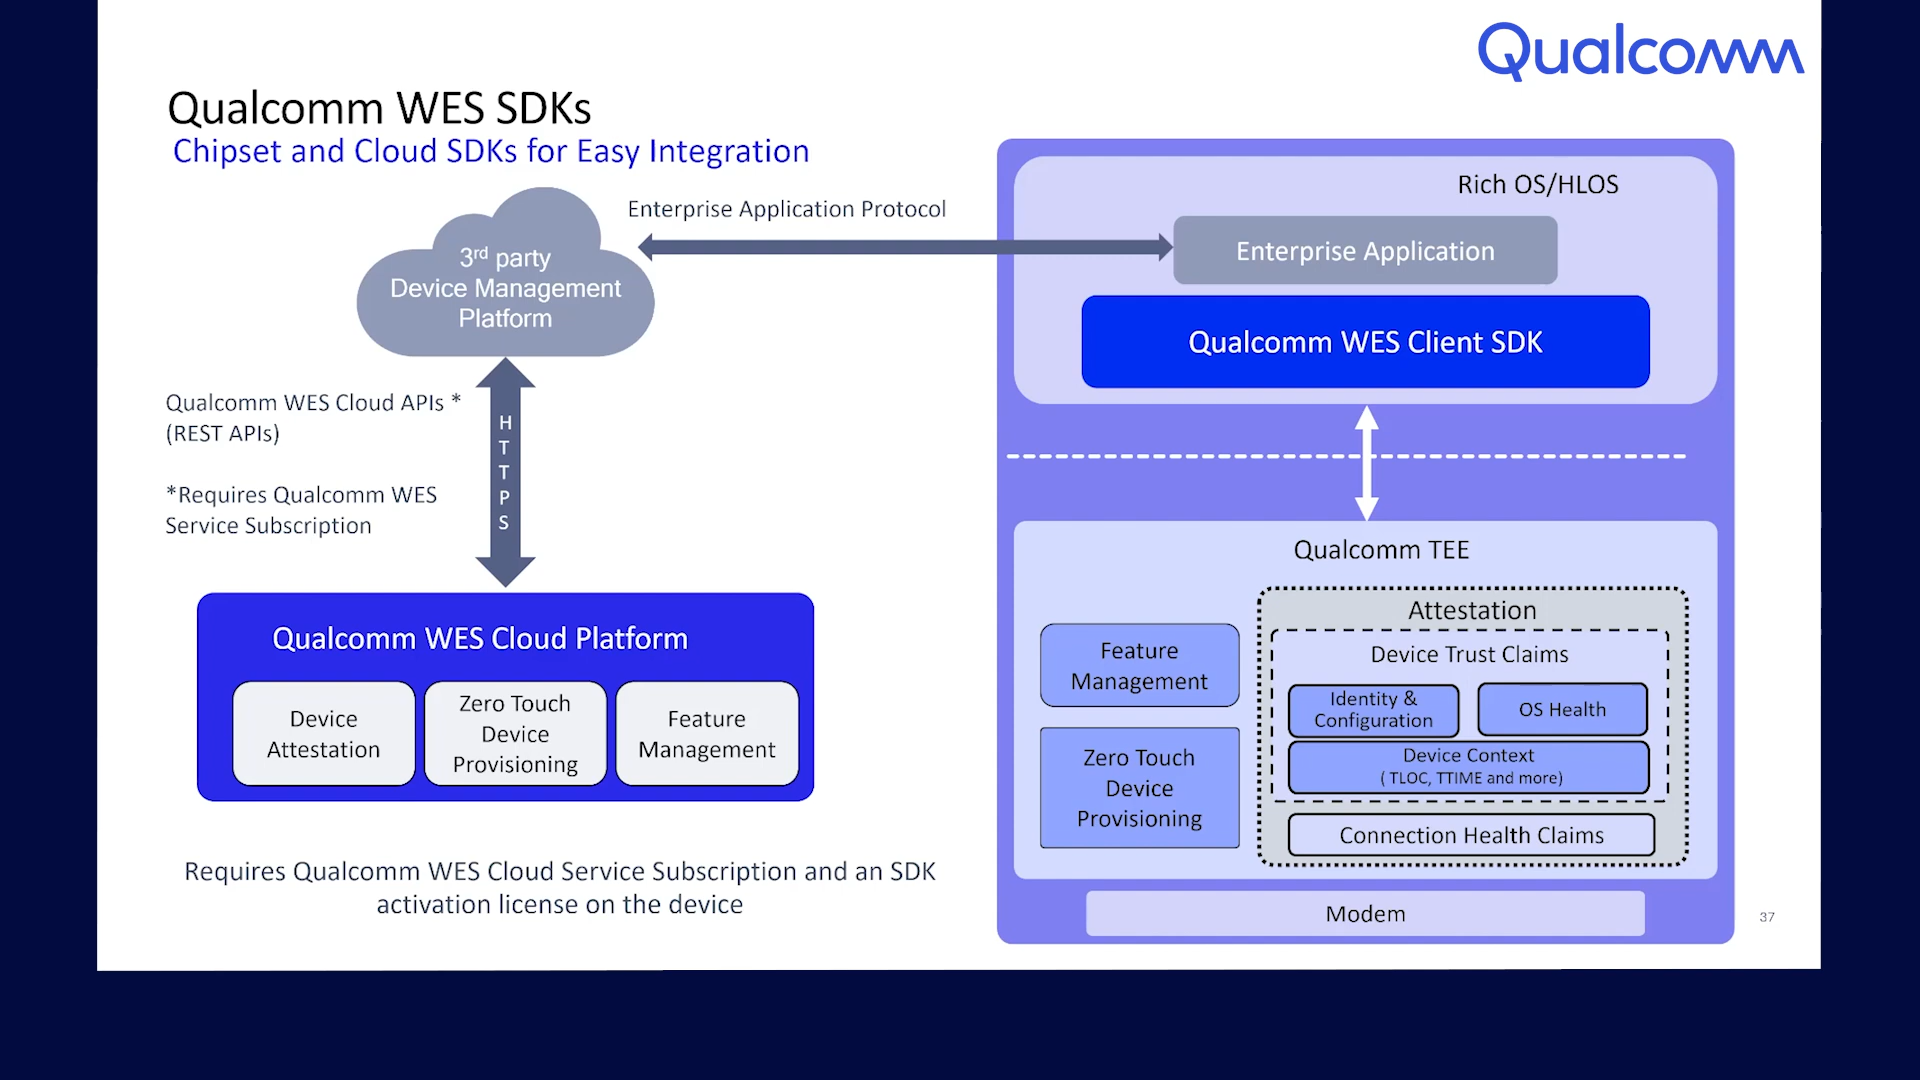 Qualcomm
Qualcomm WES SDKs
Chipset and Cloud SDKs for Easy Integration
3rd party
Device Management
Platform
Enterprise Application Protocol
Rich OS/HLOS
Enterprise Application
Qualcomm WES Client SDK
Qualcomm WES Cloud APIs *
(REST APIs)
*Requires Qualcomm WES
Service Subscription
H
T
T
P
S
Qualcomm WES Cloud Platform
Device
Attestation
Zero Touch
Device
Provisioning
Feature
Management
Requires Qualcomm WES Cloud Service Subscription and an SDK
activation license on the device
Qualcomm TEE
Feature
Management
Zero Touch
Device
Provisioning
Attestation
Device Trust Claims
Identity &
Configuration
OS Health
Device Context
( TLOC, TTIME and more)
Connection Health Claims
Modem
37